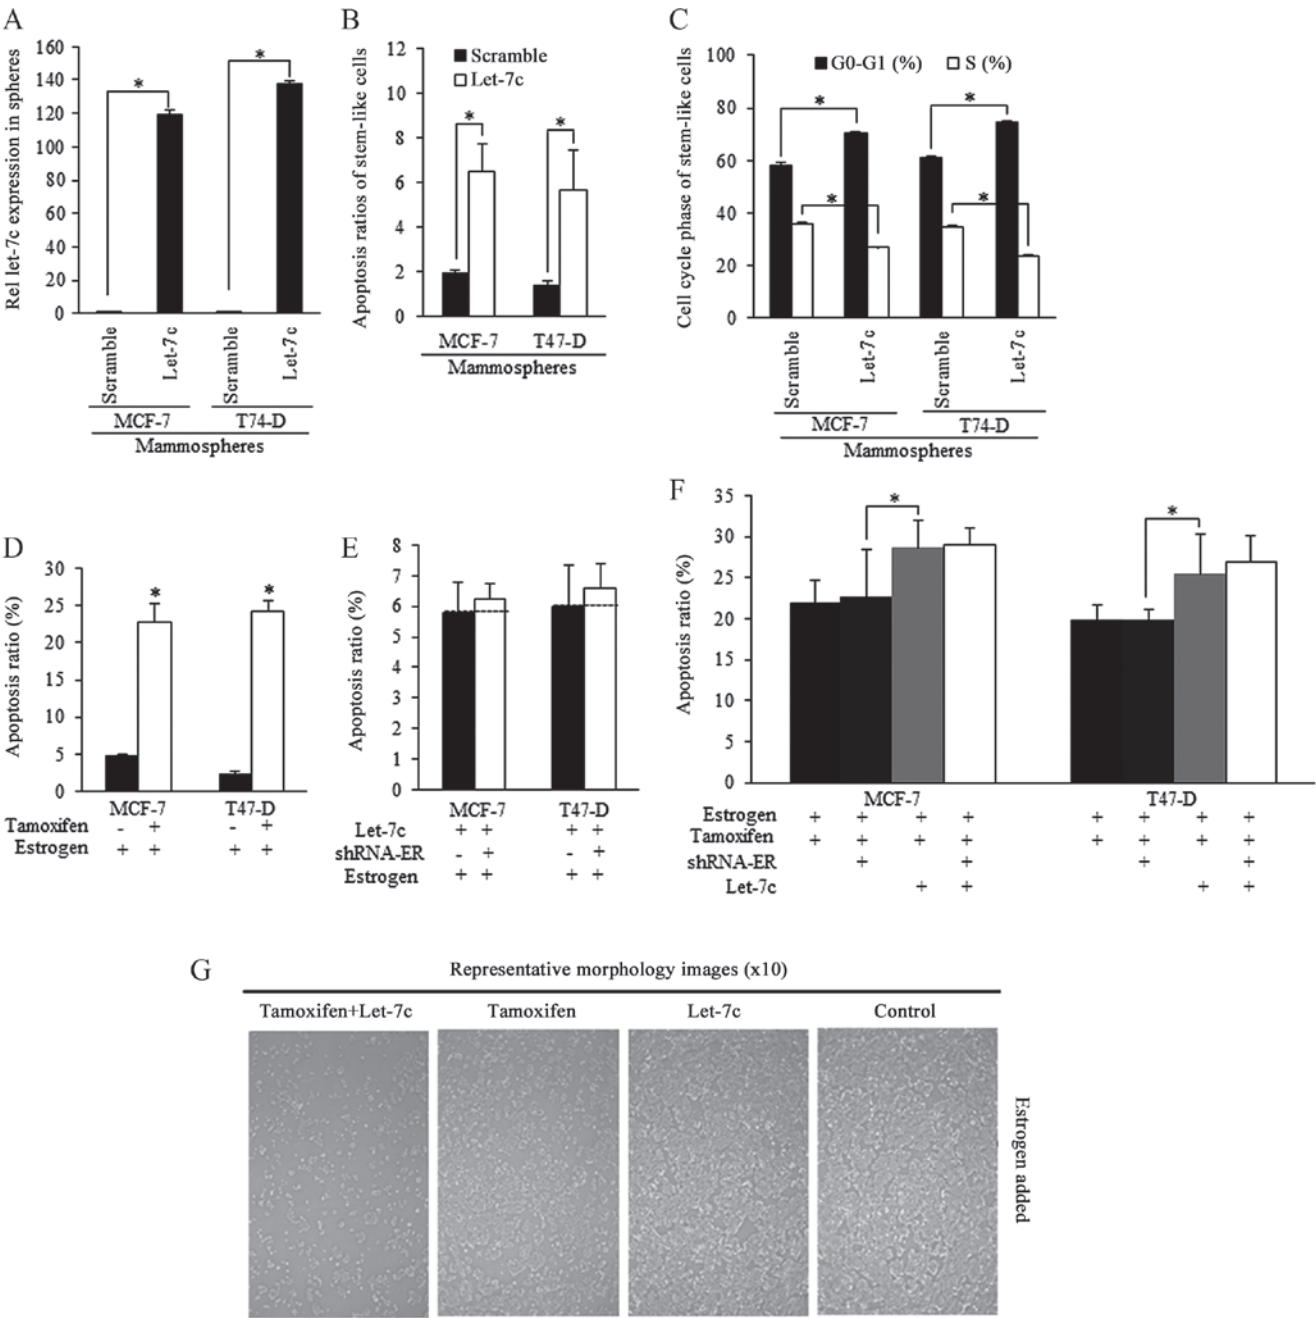 A
Rel let-7c expression in spheres
160
140
120
100
80
60
40
20
0
*
*
Scramble
Let-7c
Scramble
Let-7c
MCF-7
T74-D
Mammospheres
B
Apoptosis ratios of stem-like cells
12
10
8
6
4
2
0
Scramble
Let-7c
*
*
MCF-7
T47-D
Mammospheres
C
Cell cycle phase of stem-like cells
100
80
60
40
20
0
G0-G1 (%)
S (%)
*
*
*
*
Scramble
Let-7c
Scramble
Let-7c
MCF-7
T74-D
Mammospheres
D
Apoptosis ratio (%)
30
25
20
15
10
5
0
*
*
MCF-7
T47-D
Tamoxifen - + - +
Estrogen + + + +
E
Apoptosis ratio (%)
8
7
6
5
4
3
2
1
0
MCF-7
T47-D
Let-7c + + + +
shRNA-ER - + - +
Estrogen + + + +
F
Apoptosis ratio (%)
35
30
25
20
15
10
5
0
*
*
MCF-7
T47-D
Estrogen + + + + + + + +
Tamoxifen + + + + + + + +
shRNA-ER + + + +
Let-7c + + + +
G
Representative morphology images (x10)
Tamoxifen+Let-7c
Tamoxifen
Let-7c
Control
Estrogen added